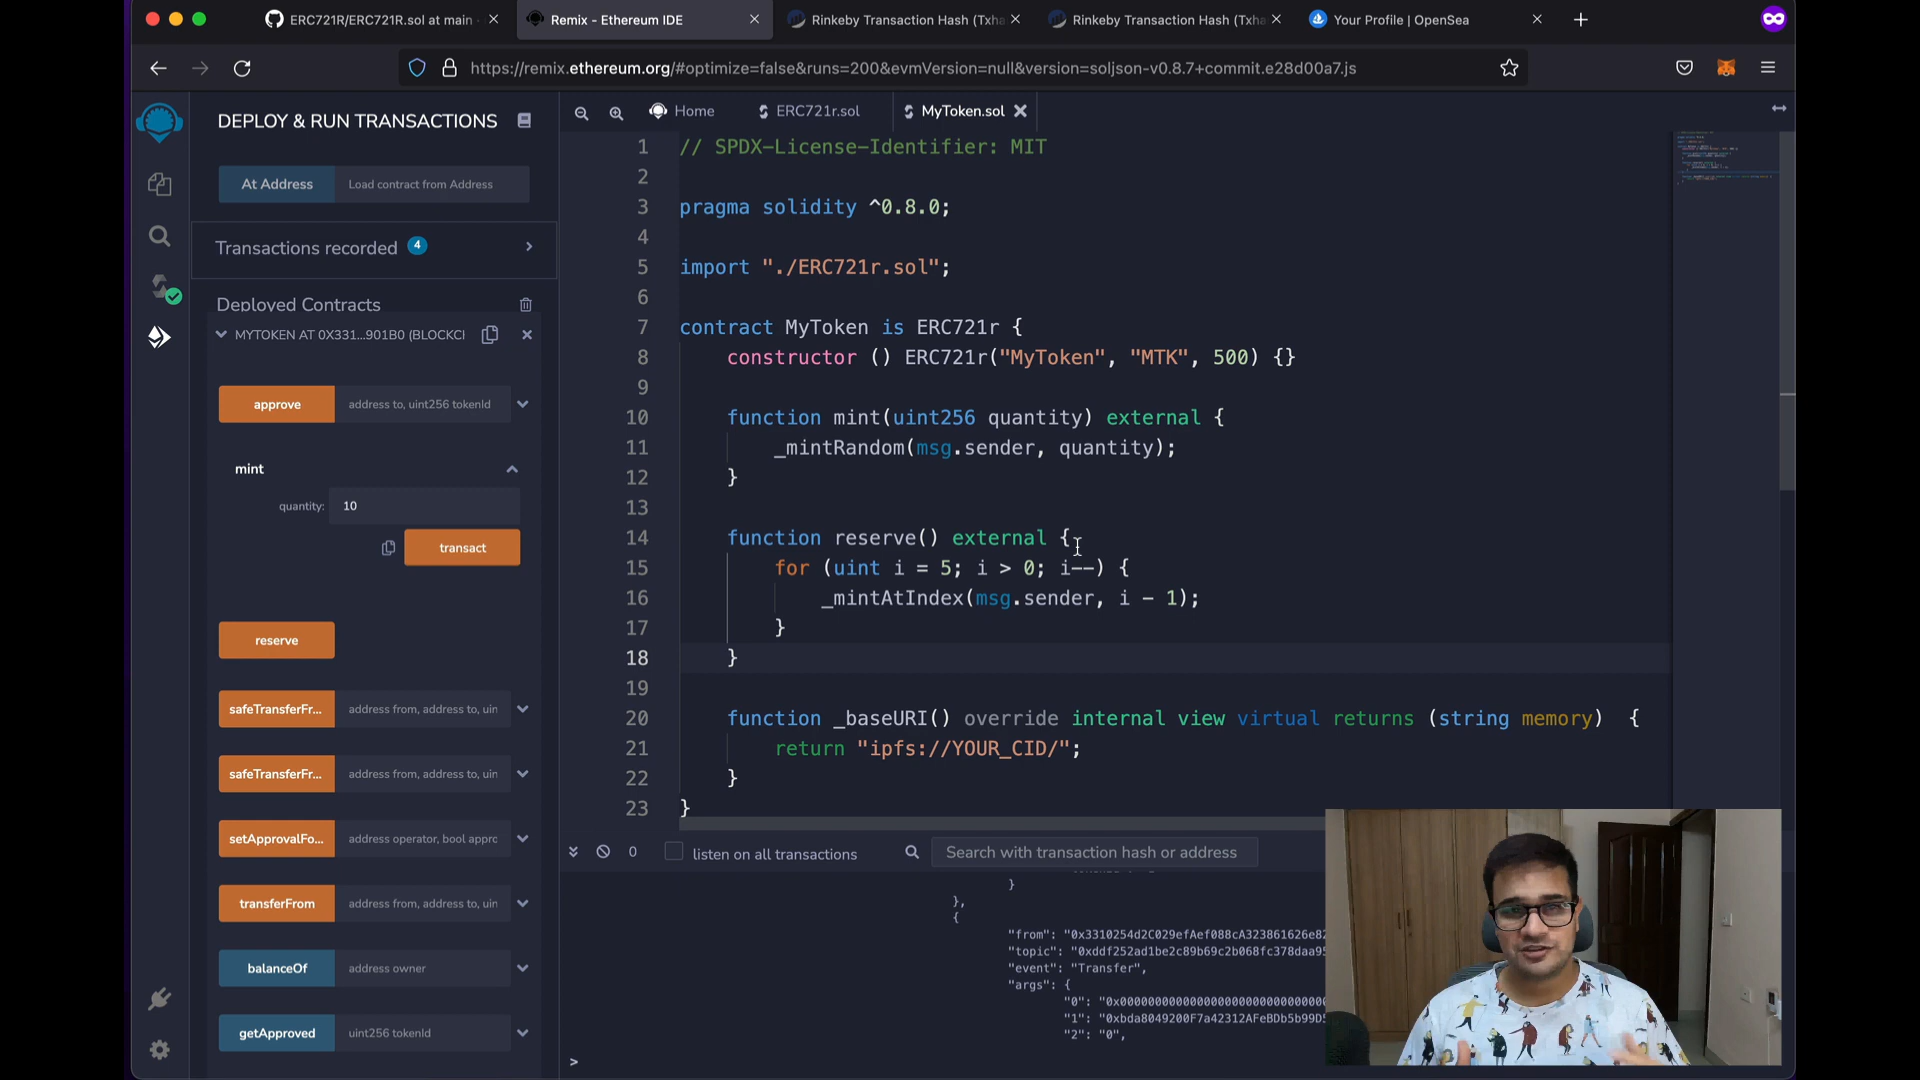 ERC721R/ERC721R.sol at main
Remix - Ethereum IDE
Rinkeby Transaction Hash (Txha
Rinkeby Transaction Hash (Txha
Your Profile | OpenSea
https://remix.ethereum.org/#optimize=false&runs=200&evmVersion=null&version=soljson-v0.8.7+commit.e28d00a7.js
DEPLOY & RUN TRANSACTIONS
At Address
Load contract from Address
Transactions recorded 4
Deployed Contracts
MYTOKEN AT 0X331...901B0 (BLOCKCH
approve
address to, uint256 tokenId
mint
quantity:
10
transact
reserve
safeTransferFr...
address from, address to, uin
safeTransferFr...
address from, address to, uin
setApprovalFo...
address operator, bool appro
transferFrom
address from, address to, uin
balanceOf
address owner
getApproved
uint256 tokenId
Home
ERC721r.sol
MyToken.sol
1 // SPDX-License-Identifier: MIT
2
3 pragma solidity ^0.8.0;
4
5 import "./ERC721r.sol";
6
7 contract MyToken is ERC721r {
8 constructor () ERC721r("MyToken", "MTK", 500) {}
9
10 function mint(uint256 quantity) external {
11 _mintRandom(msg.sender, quantity);
12 }
13
14 function reserve() external {
15 for (uint i = 5; i > 0; i--) {
16 _mintAtIndex(msg.sender, i - 1);
17 }
18 }
19
20 function _baseURI() override internal view virtual returns (string memory) {
21 return "ipfs://YOUR_CID/";
22 }
23 }
0
listen on all transactions
Search with transaction hash or address
}
},
{
"from": "0x3310254d2C029efAef088cA323861626e82
"topic": "0xddf252ad1be2c89b69c2b068fc378daa95
"event": "Transfer",
"args": {
"0": "0x00000000000000000000000000000
"1": "0xbda8049200F7a42312AFeBDb5b99D5
"2": "0",
>